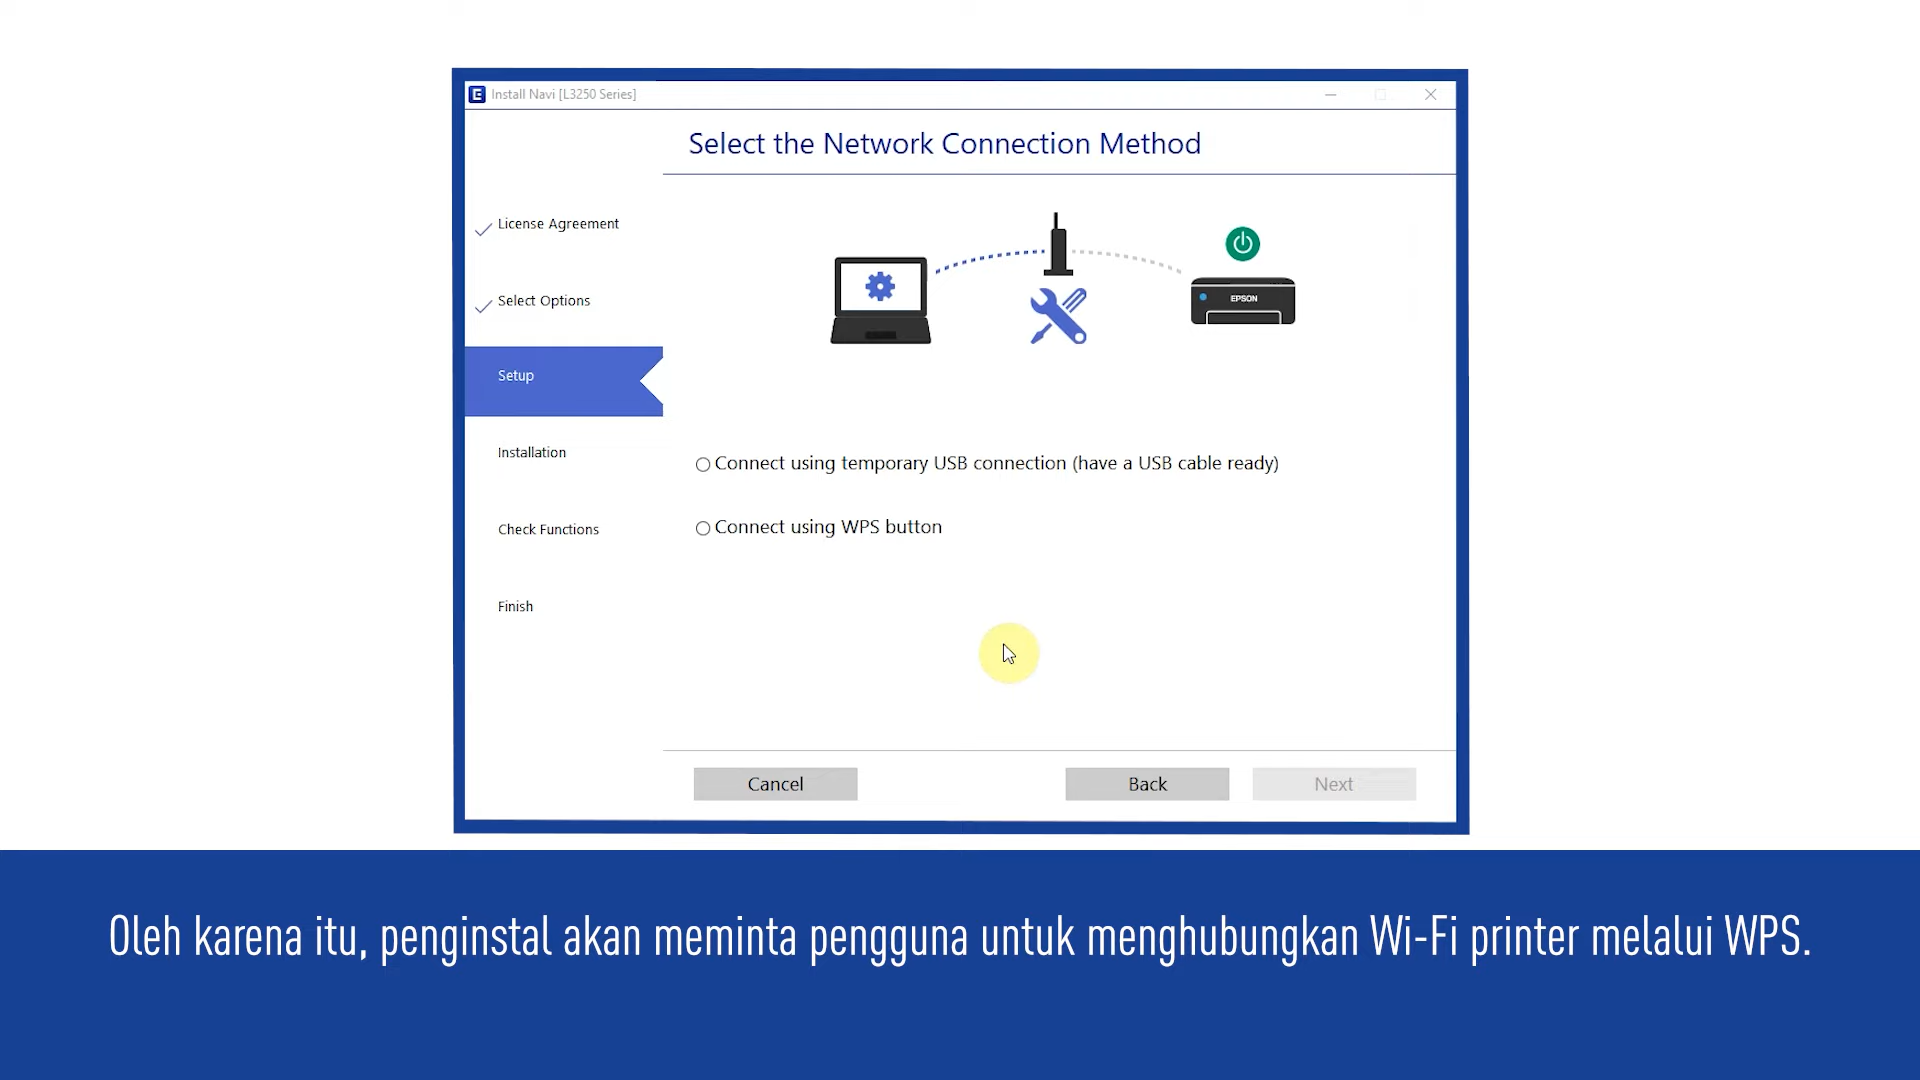 Install Navi [L3250 Series]
Select the Network Connection Method
License Agreement
Select Options
Setup
Installation
Check Functions
Finish
EPSON
Connect using temporary USB connection (have a USB cable ready)
Connect using WPS button
Cancel
Back
Next
Oleh karena itu, penginstal akan meminta pengguna untuk menghubungkan Wi-Fi printer melalui WPS.